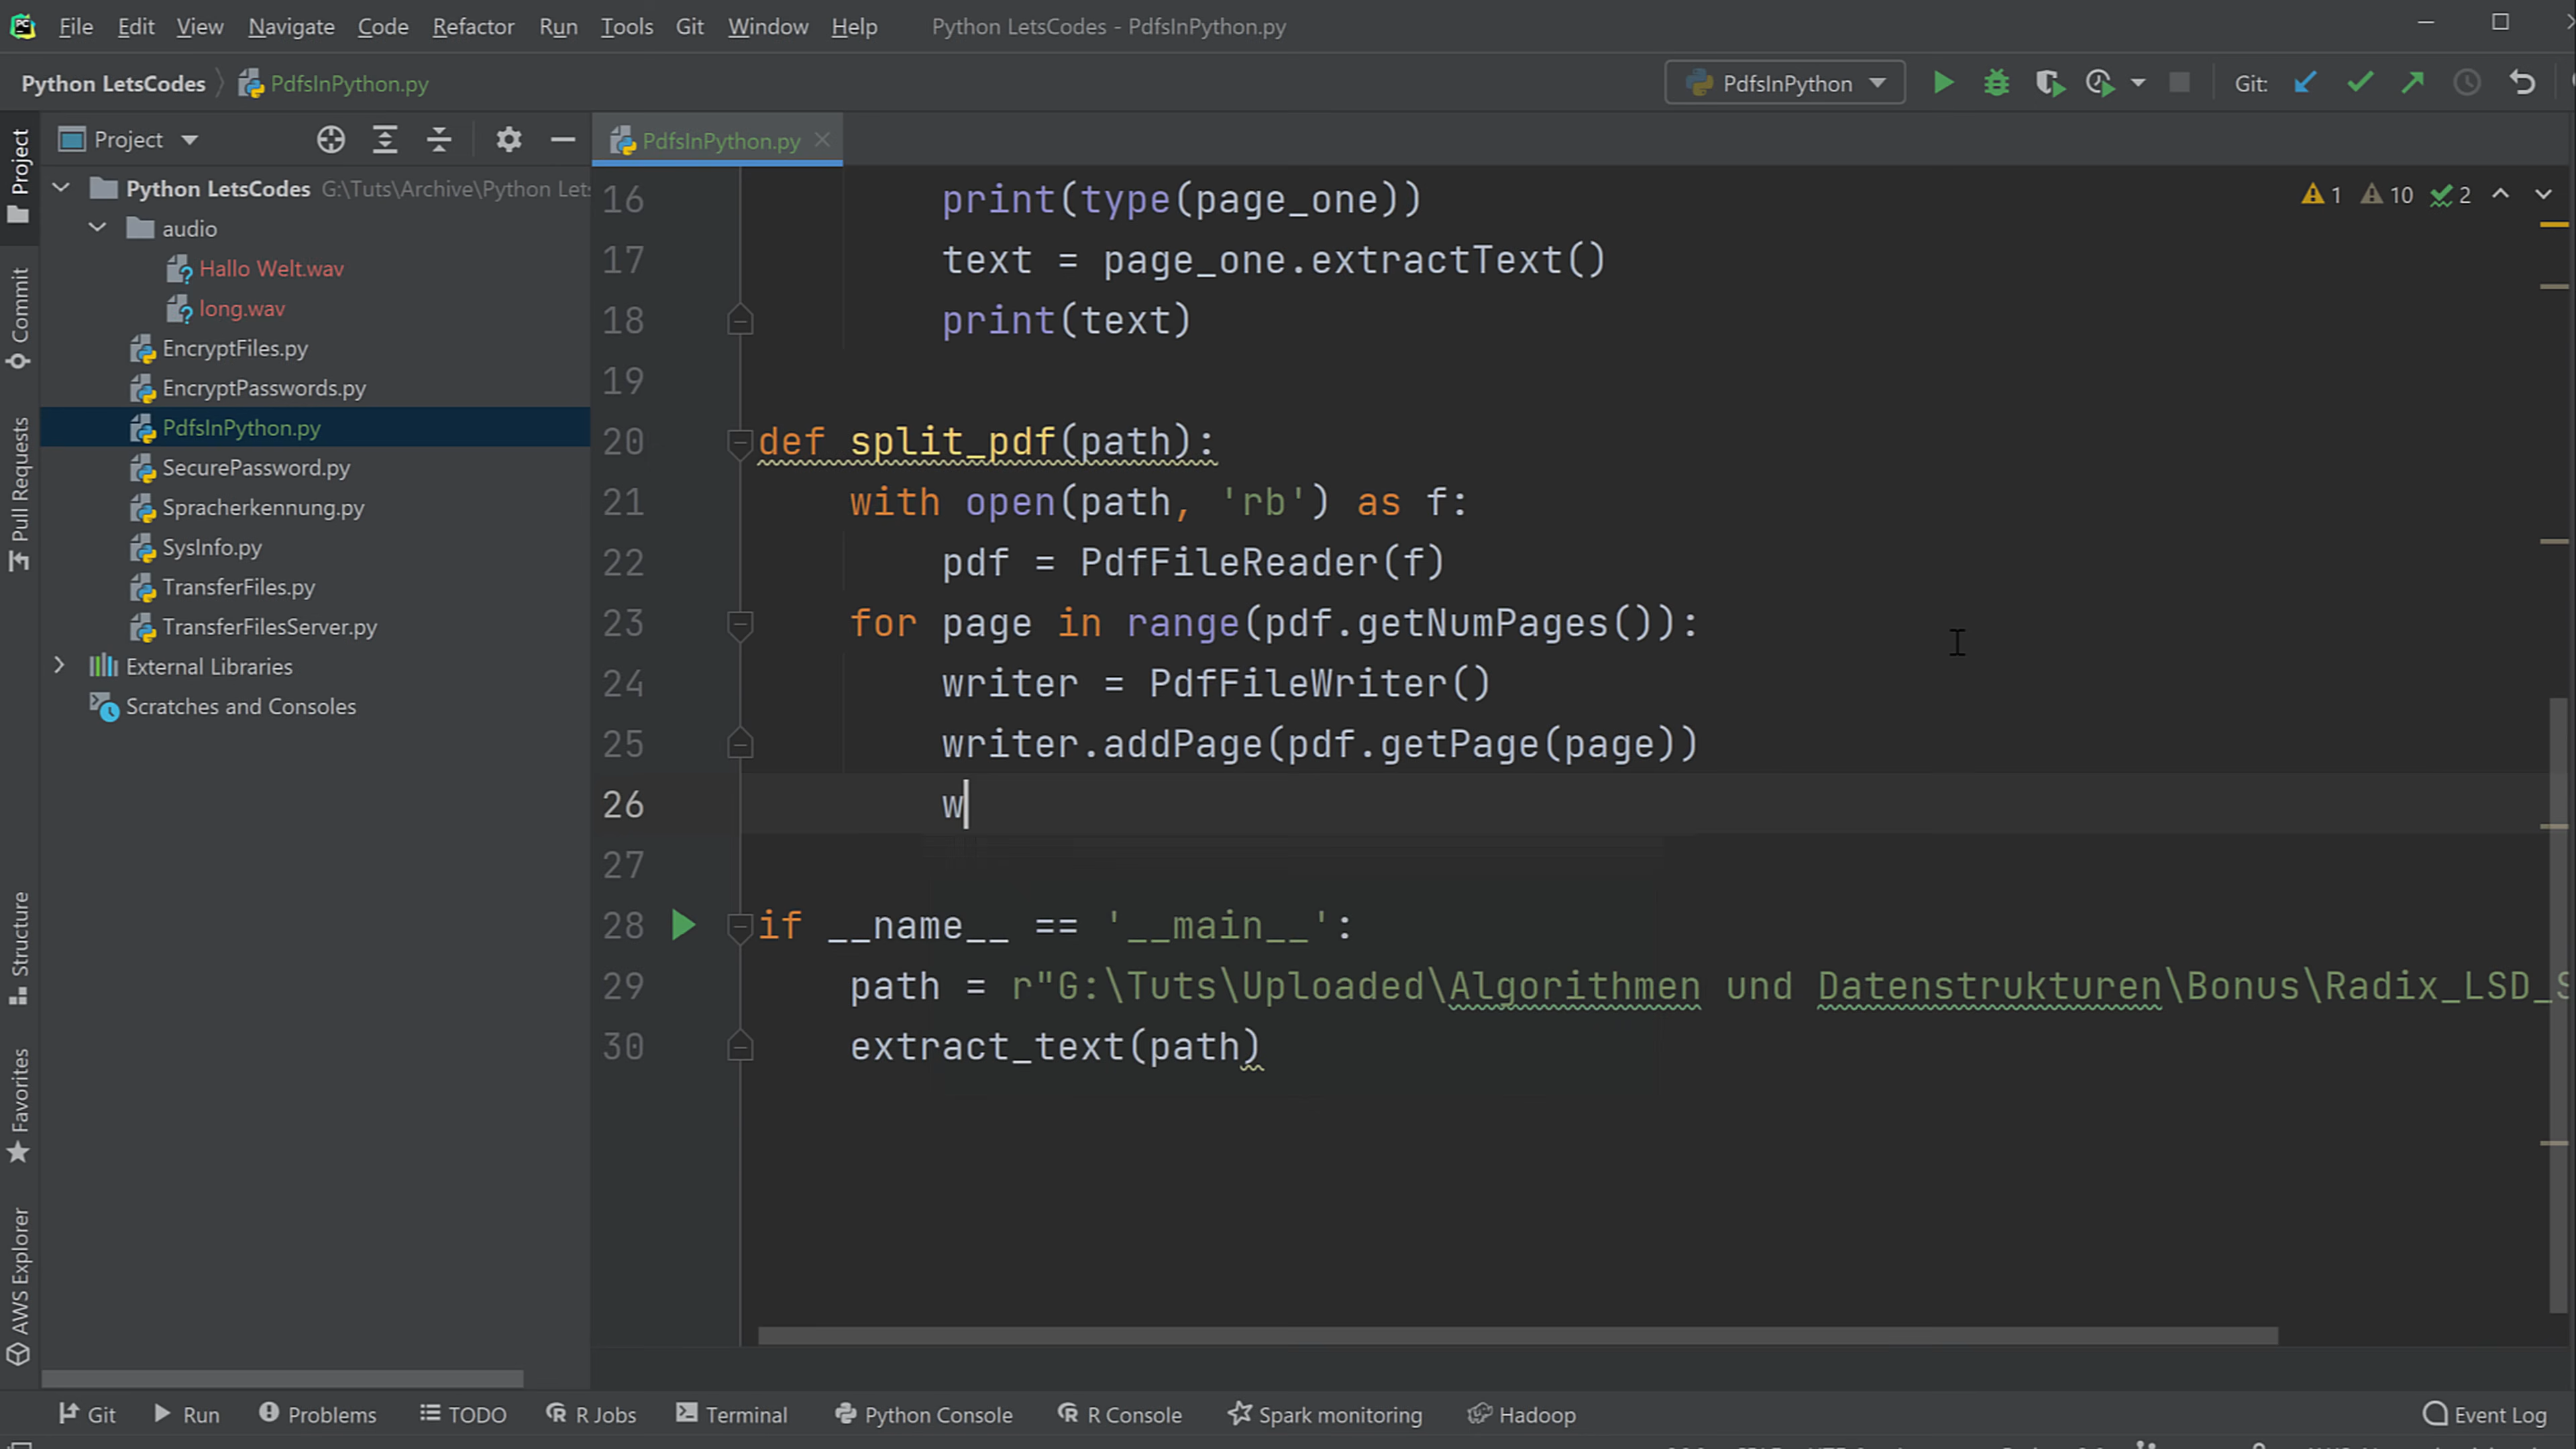 File Edit View Navigate Code Refactor Run Tools Git Window Help Python LetsCodes - PdfsInPython.py
Python LetsCodes PdfsInPython.py PdfsInPython Git:
Project PdfsInPython.py
Python LetsCodes G:\Tuts\Archive\Python Lets
audio
Hallo Welt.wav
long.wav
EncryptFiles.py
EncryptPasswords.py
PdfsInPython.py
SecurePassword.py
Spracherkennung.py
SysInfo.py
TransferFiles.py
TransferFilesServer.py
External Libraries
Scratches and Consoles
Project
Commit
Pull Requests
Structure
Favorites
AWS Explorer
1 10 2
16 print(type(page_one))
17 text = page_one.extractText()
18 print(text)
19
20 def split_pdf(path):
21 with open(path, 'rb') as f:
22 pdf = PdfFileReader(f)
23 for page in range(pdf.getNumPages()):
24 writer = PdfFileWriter()
25 writer.addPage(pdf.getPage(page))
26 w
27
28 if __name__ == '__main__':
29 path = r"G:\Tuts\Uploaded\Algorithmen und Datenstrukturen\Bonus\Radix_LSD_S
30 extract_text(path)
Git Run Problems TODO R Jobs Terminal Python Console R Console Spark monitoring Hadoop Event Log